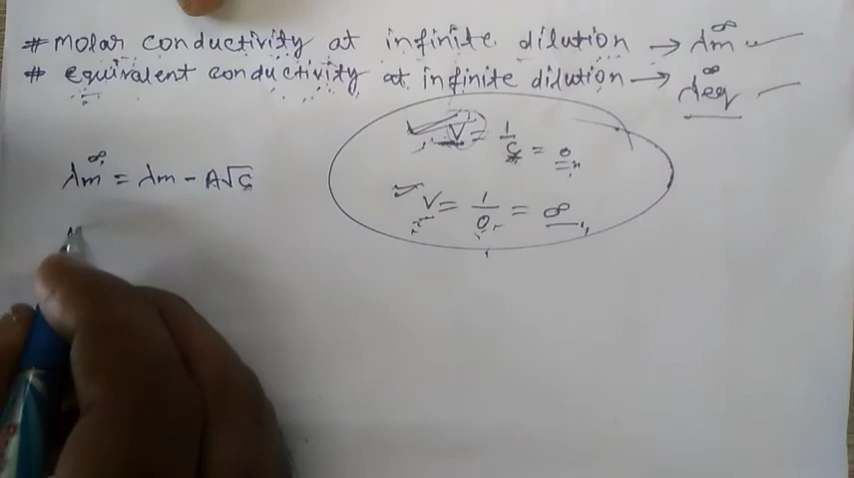 # molar conductivity at infinite dilution → λm∞
# equivalent conductivity at infinite dilution → λeq∞
V = 1/C = 0
λm∞ = λm - A√C
V = 1/0 = ∞